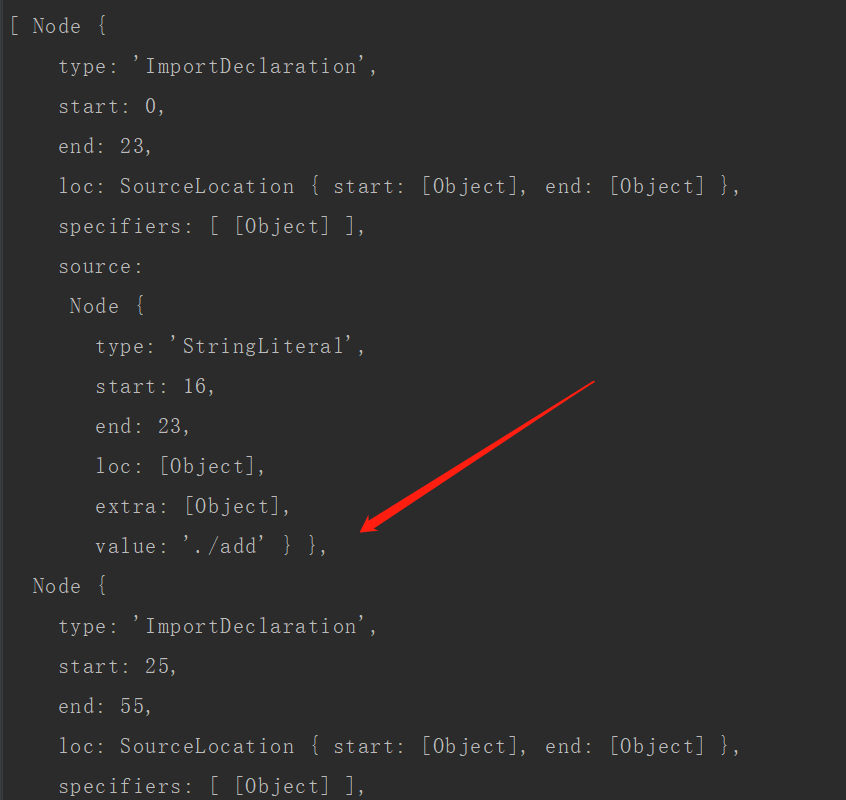 [ Node {
type: 'ImportDeclaration',
start: 0,
end: 23,
loc: SourceLocation { start: [Object], end: [Object] },
specifiers: [ [Object] ],
source:
Node {
type: 'StringLiteral',
start: 16,
end: 23,
loc: [Object],
extra: [Object],
value: './add' } },
Node {
type: 'ImportDeclaration',
start: 25,
end: 55,
loc: SourceLocation { start: [Object], end: [Object] },
specifiers: [ [Object] ],